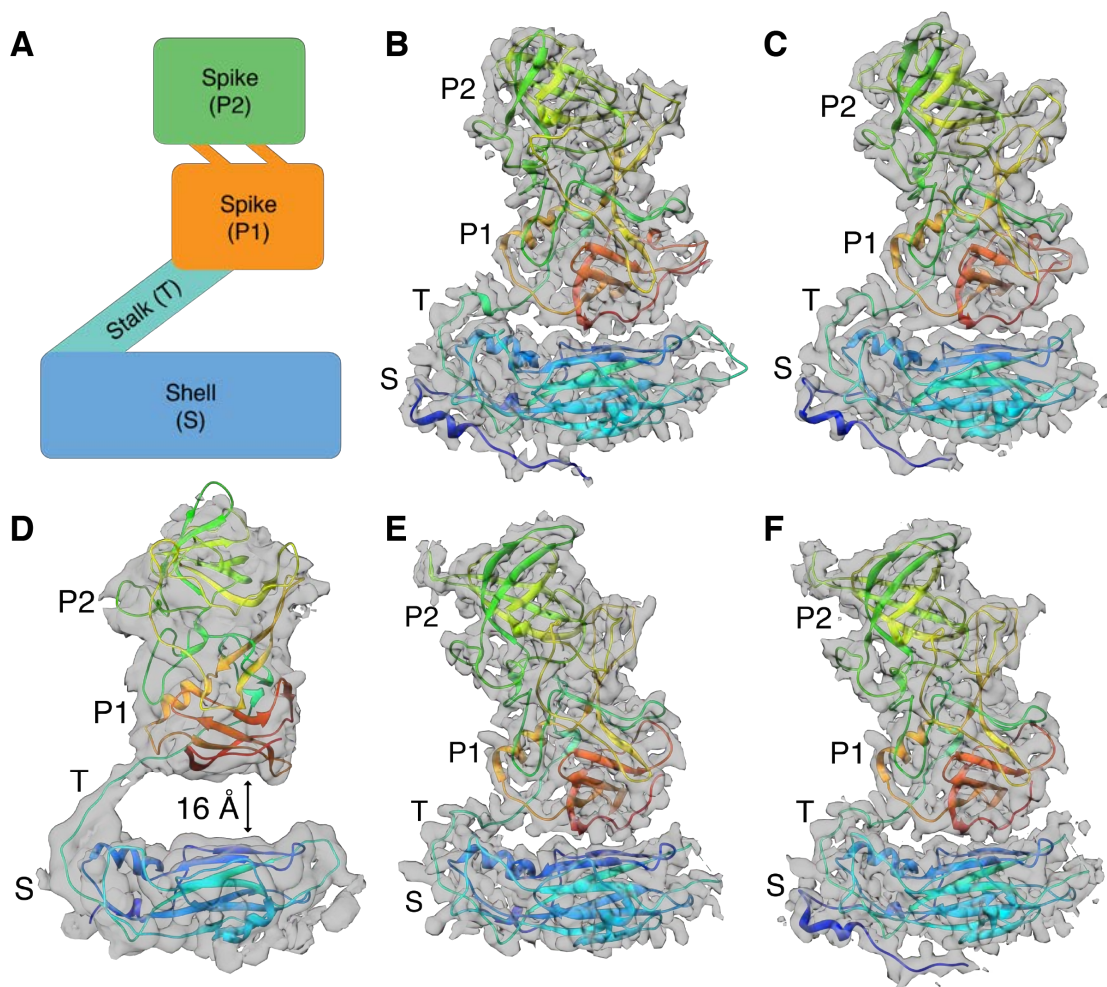 A
Spike
(P2)
Spike
(P1)
Stalk (T)
Shell
(S)
B
P2
P1
T
S
C
P2
P1
T
S
D
P2
P1
T
16 Å
S
E
P2
P1
T
S
F
P2
P1
T
S